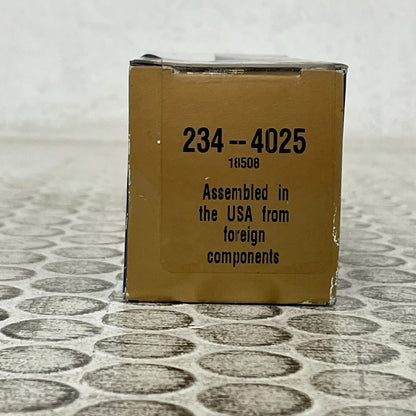 234--4025
18508
Assembled in
the USA from
foreign
components